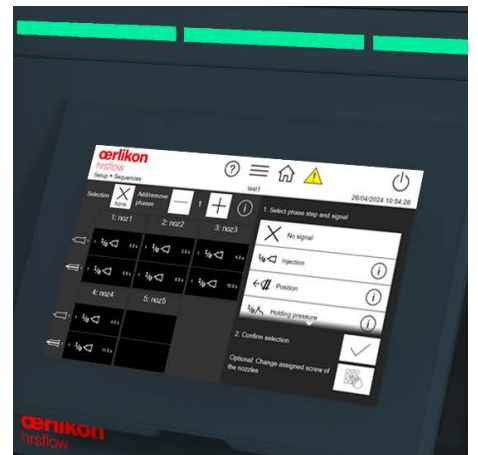 œrlikon
hrsflow
Setup • Sequences
test1
26/04/2024 10:54:26
Selection
None
Add/remove phases
1
1: noz1
2: noz2
3: noz3
4: noz4
5: noz5
1. Select phase step and signal
No signal
Injection
Position
Holding pressure
2. Confirm selection
Optional: Change assigned screw of
the nozzles
œrlikon
hrsflow